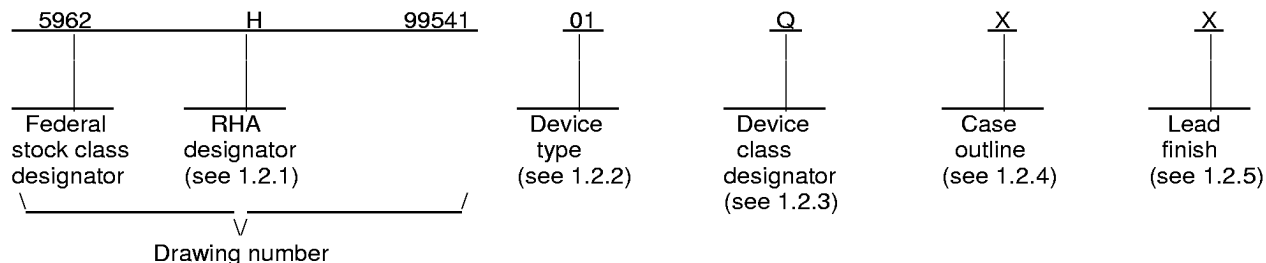 5962 H 99541 01 Q X X
Federal RHA Device Device Case Lead
stock class designator type class outline finish
designator (see 1.2.1) (see 1.2.2) designator (see 1.2.4) (see 1.2.5)
(see 1.2.3)
Drawing number